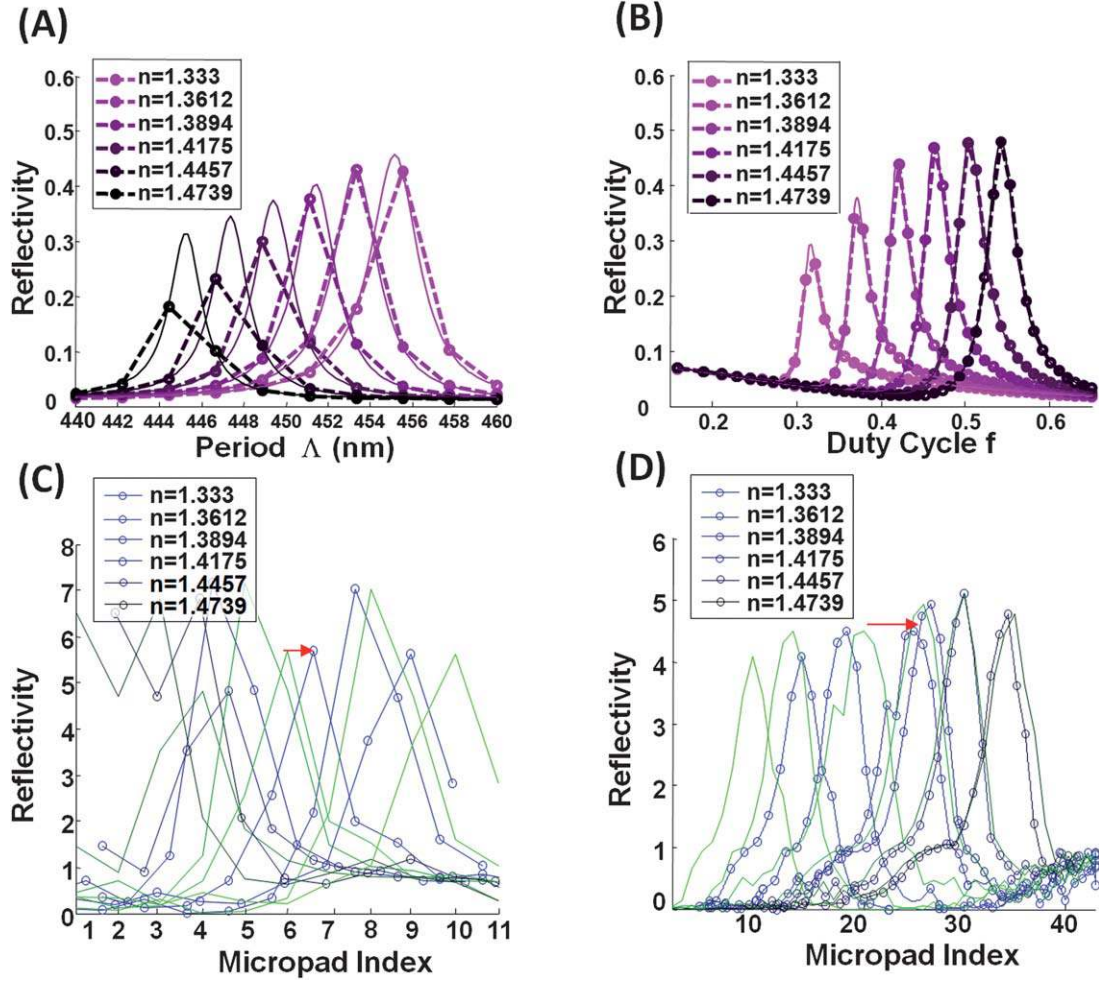 (A)
0.6
0.5
0.4
0.3
0.2
0.1
0
Reflectivity
n=1.333
n=1.3612
n=1.3894
n=1.4175
n=1.4457
n=1.4739
440 442 444 446 448 450 452 454 456 458 460
Period Λ (nm)
(B)
0.6
0.5
0.4
0.3
0.2
0.1
0
Reflectivity
n=1.333
n=1.3612
n=1.3894
n=1.4175
n=1.4457
n=1.4739
0.2 0.3 0.4 0.5 0.6
Duty Cycle f
(C)
8
7
6
5
4
3
2
1
0
Reflectivity
n=1.333
n=1.3612
n=1.3894
n=1.4175
n=1.4457
n=1.4739
1 2 3 4 5 6 7 8 9 10 11
Micropad Index
(D)
6
5
4
3
2
1
0
Reflectivity
n=1.333
n=1.3612
n=1.3894
n=1.4175
n=1.4457
n=1.4739
10 20 30 40
Micropad Index